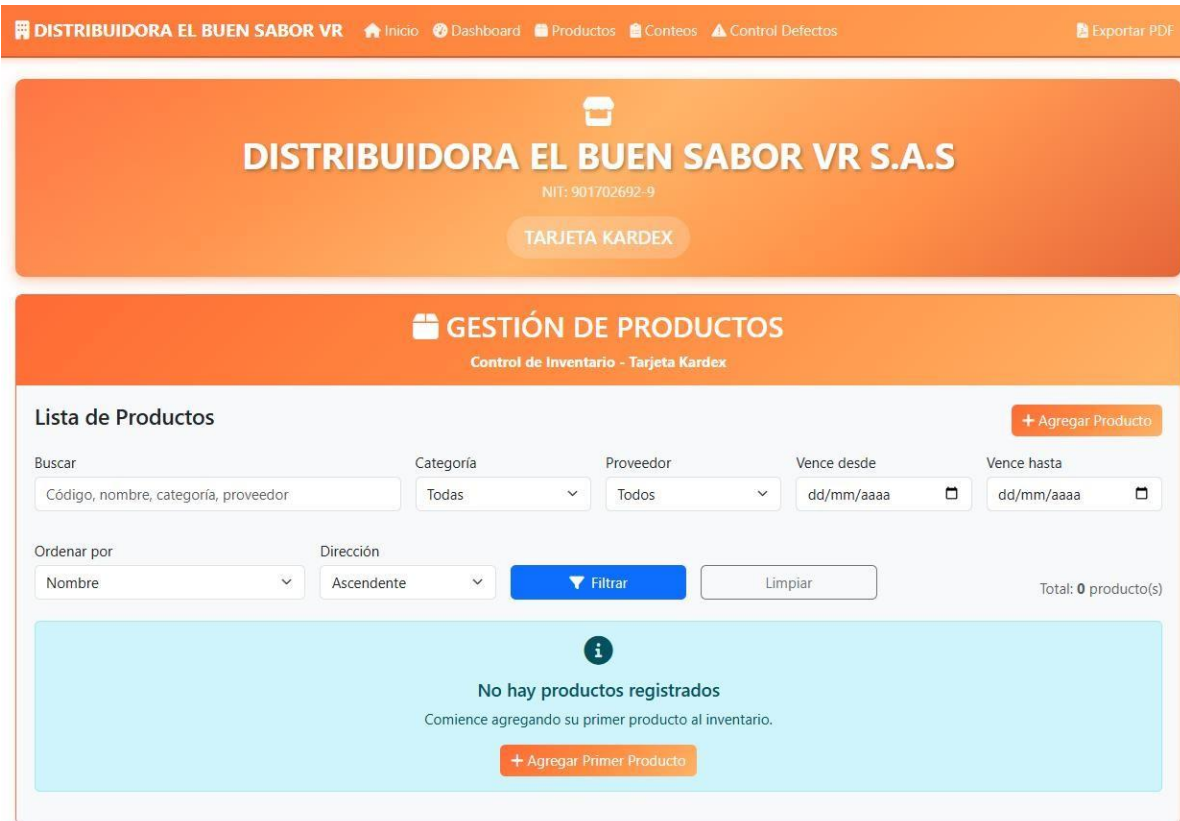 DISTRIBUIDORA EL BUEN SABOR VR Inicio Dashboard Productos Conteos Control Defectos Exportar PDF
DISTRIBUIDORA EL BUEN SABOR VR S.A.S
NIT: 901702692-9
TARJETA KARDEX
GESTIÓN DE PRODUCTOS
Control de Inventario - Tarjeta Kardex
Lista de Productos + Agregar Producto
Buscar Categoría Proveedor Vence desde Vence hasta
Código, nombre, categoría, proveedor Todas Todos dd/mm/aaaa dd/mm/aaaa
Ordenar por Dirección
Nombre Ascendente Filtrar Limpiar Total: 0 producto(s)
No hay productos registrados
Comience agregando su primer producto al inventario.
+ Agregar Primer Producto